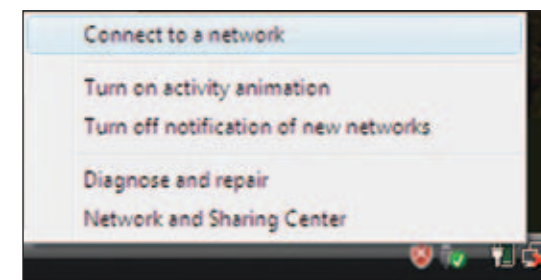 Connect to a network
Turn on activity animation
Turn off notification of new networks
Diagnose and repair
Network and Sharing Center